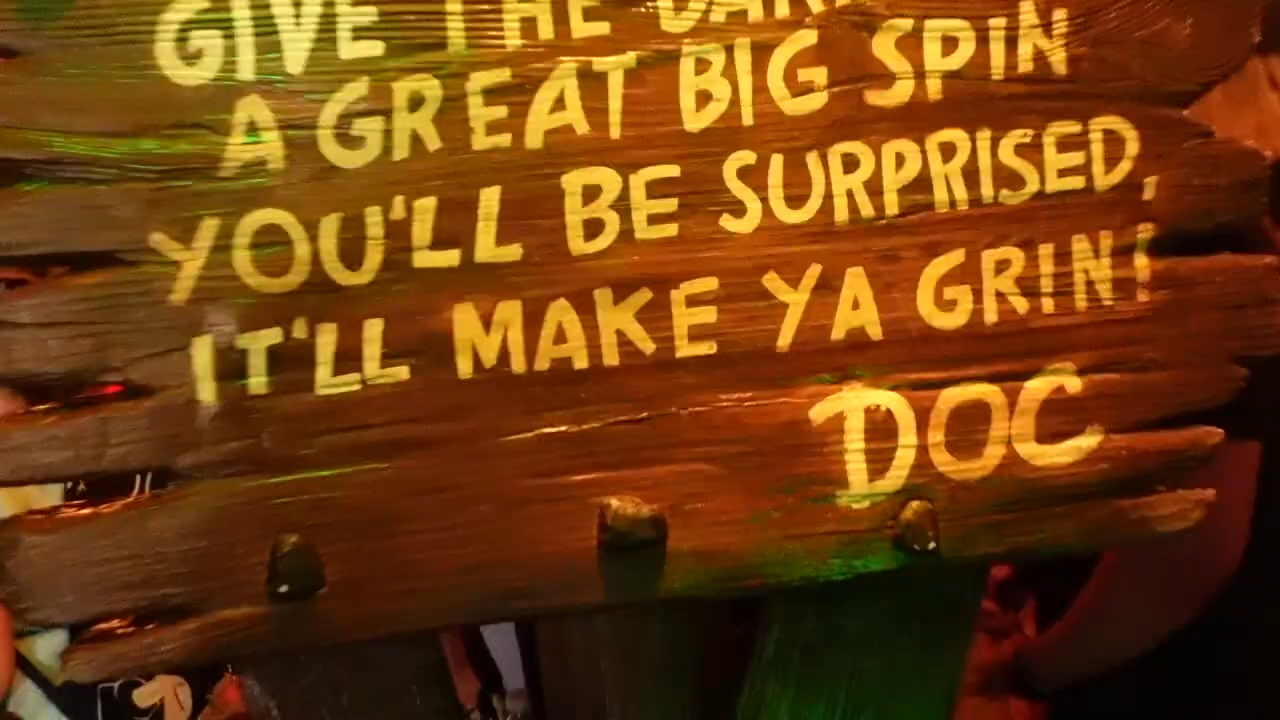 GIVE THE
A GREAT BIG SPIN
YOU'LL BE SURPRISED,
IT'LL MAKE YA GRIN!
DOC